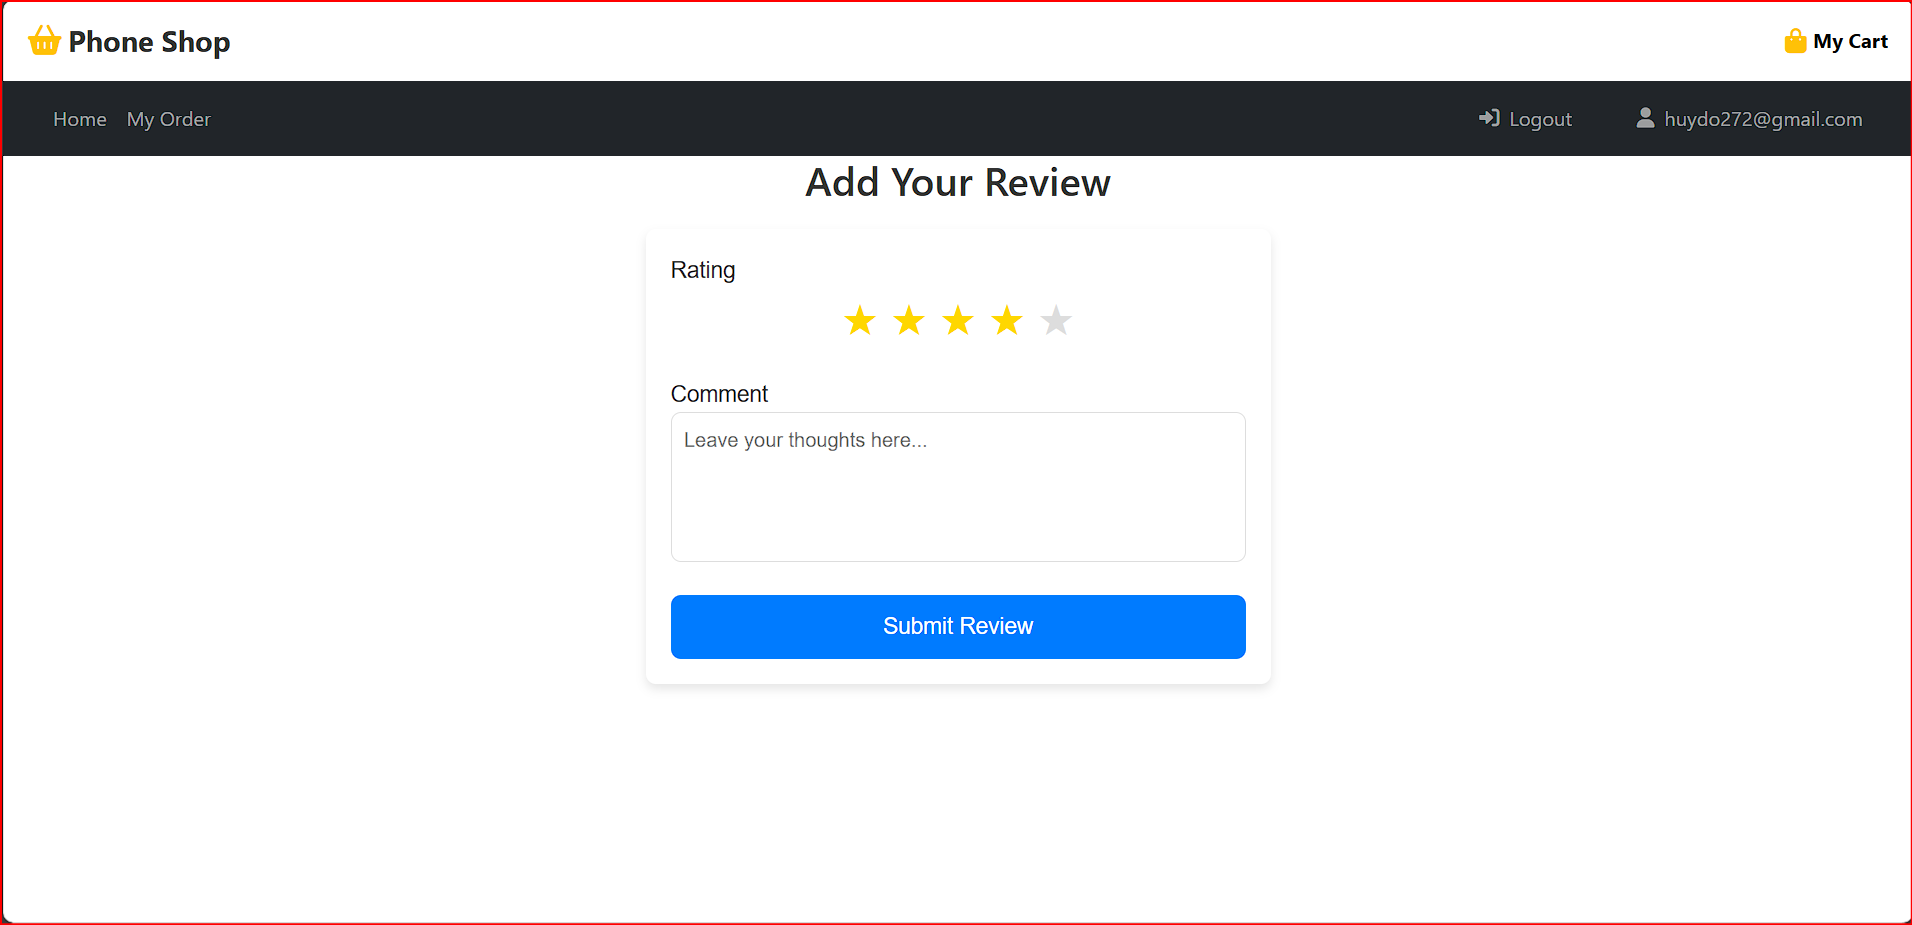 Phone Shop
My Cart
Home My Order
Logout
huydo272@gmail.com
Add Your Review
Rating
Comment
Leave your thoughts here...
Submit Review